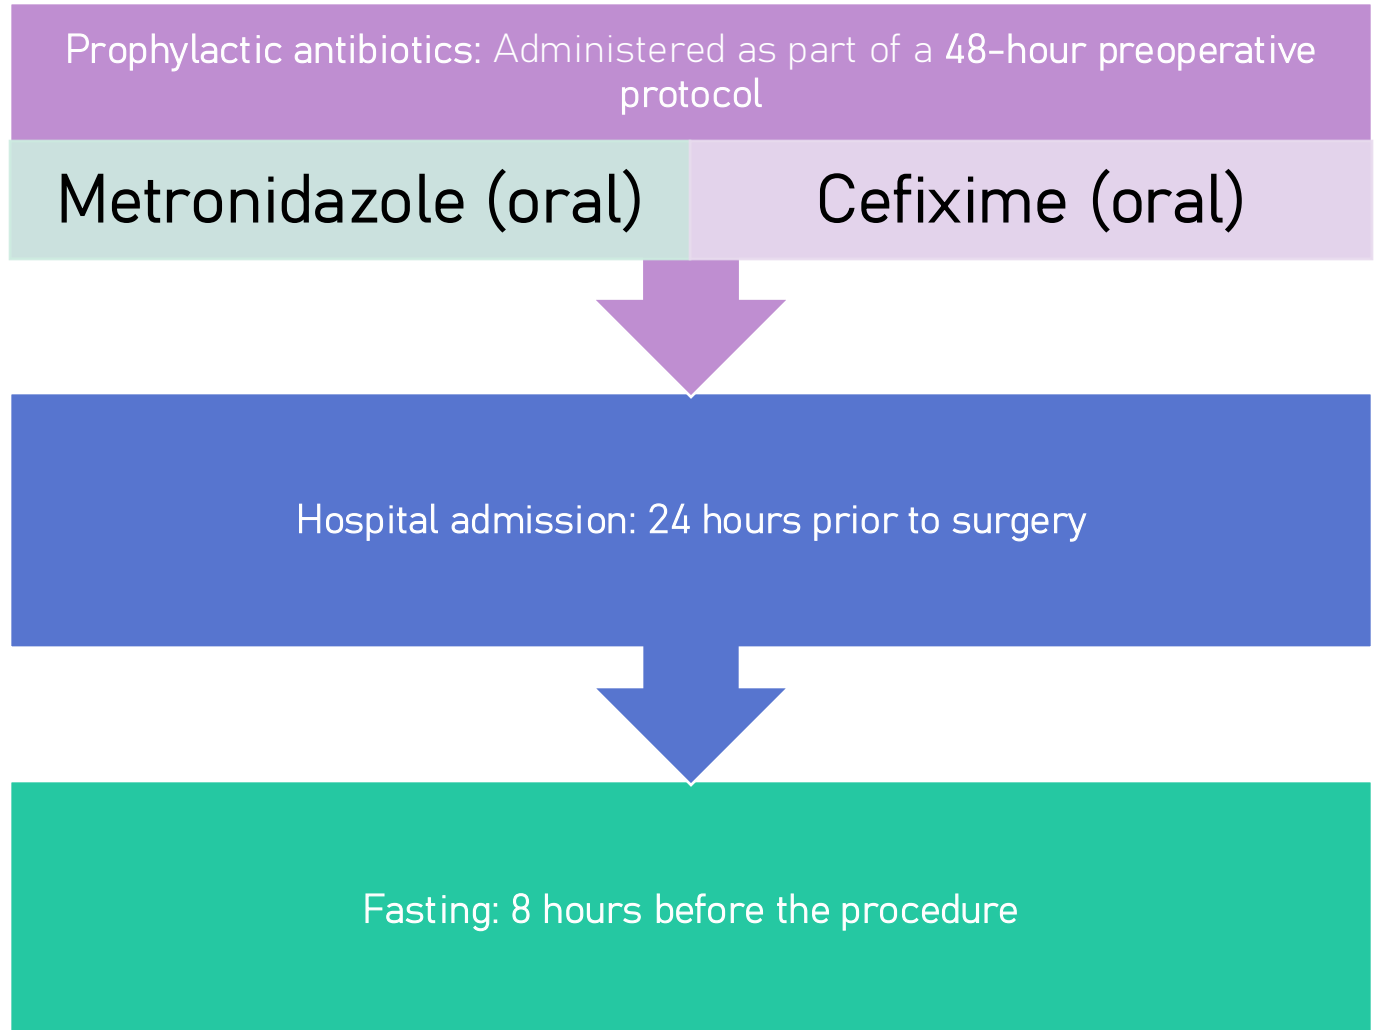 Prophylactic antibiotics: Administered as part of a 48-hour preoperative
protocol
Metronidazole (oral)
Cefixime (oral)
Hospital admission: 24 hours prior to surgery
Fasting: 8 hours before the procedure